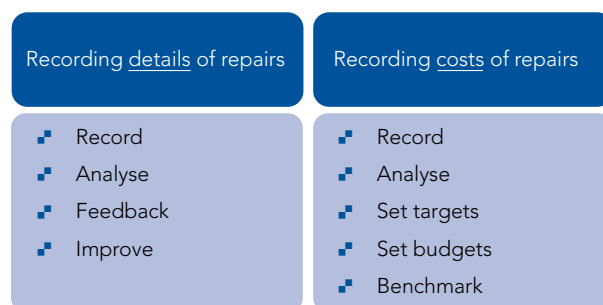 Recording details of repairs
Record
Analyse
Feedback
Improve
Recording costs of repairs
Record
Analyse
Set targets
Set budgets
Benchmark